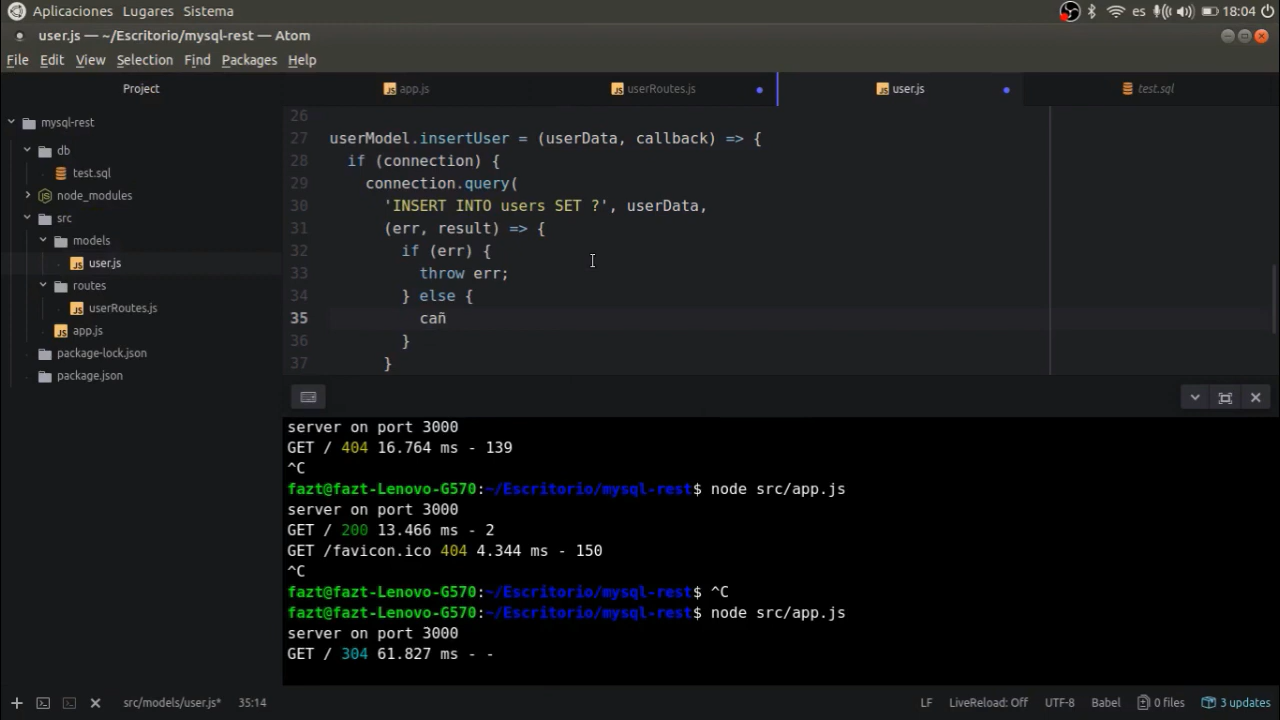 Aplicaciones Lugares Sistema es 18:04
user.js — ~/Escritorio/mysql-rest — Atom
File Edit View Selection Find Packages Help
Project app.js userRoutes.js user.js test.sql
mysql-rest
db
test.sql
node_modules
src
models
user.js
routes
userRoutes.js
app.js
package-lock.json
package.json
26
27 userModel.insertUser = (userData, callback) => {
28 if (connection) {
29 connection.query(
30 'INSERT INTO users SET ?', userData,
31 (err, result) => {
32 if (err) {
33 throw err;
34 } else {
35 cañ
36 }
37 }
server on port 3000
GET / 404 16.764 ms - 139
^C
fazt@fazt-Lenovo-G570:~/Escritorio/mysql-rest$ node src/app.js
server on port 3000
GET / 200 13.466 ms - 2
GET /favicon.ico 404 4.344 ms - 150
^C
fazt@fazt-Lenovo-G570:~/Escritorio/mysql-rest$ ^C
fazt@fazt-Lenovo-G570:~/Escritorio/mysql-rest$ node src/app.js
server on port 3000
GET / 304 61.827 ms - -
src/models/user.js* 35:14 LF LiveReload: Off UTF-8 Babel 0 files 3 updates